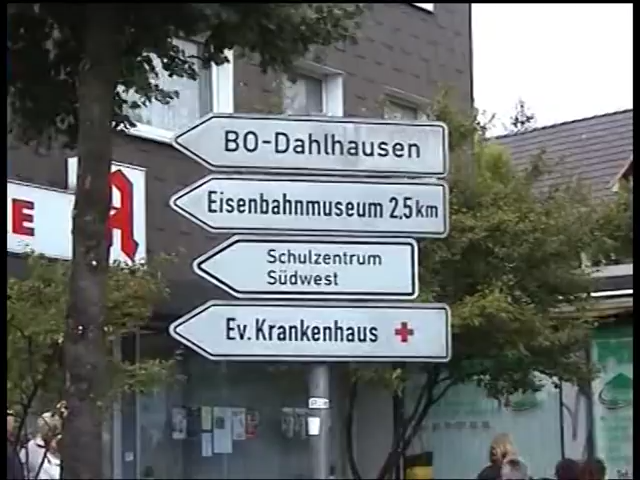 BO-Dahlhausen
Eisenbahnmuseum 2,5 km
Schulzentrum
Südwest
Ev. Krankenhaus
E